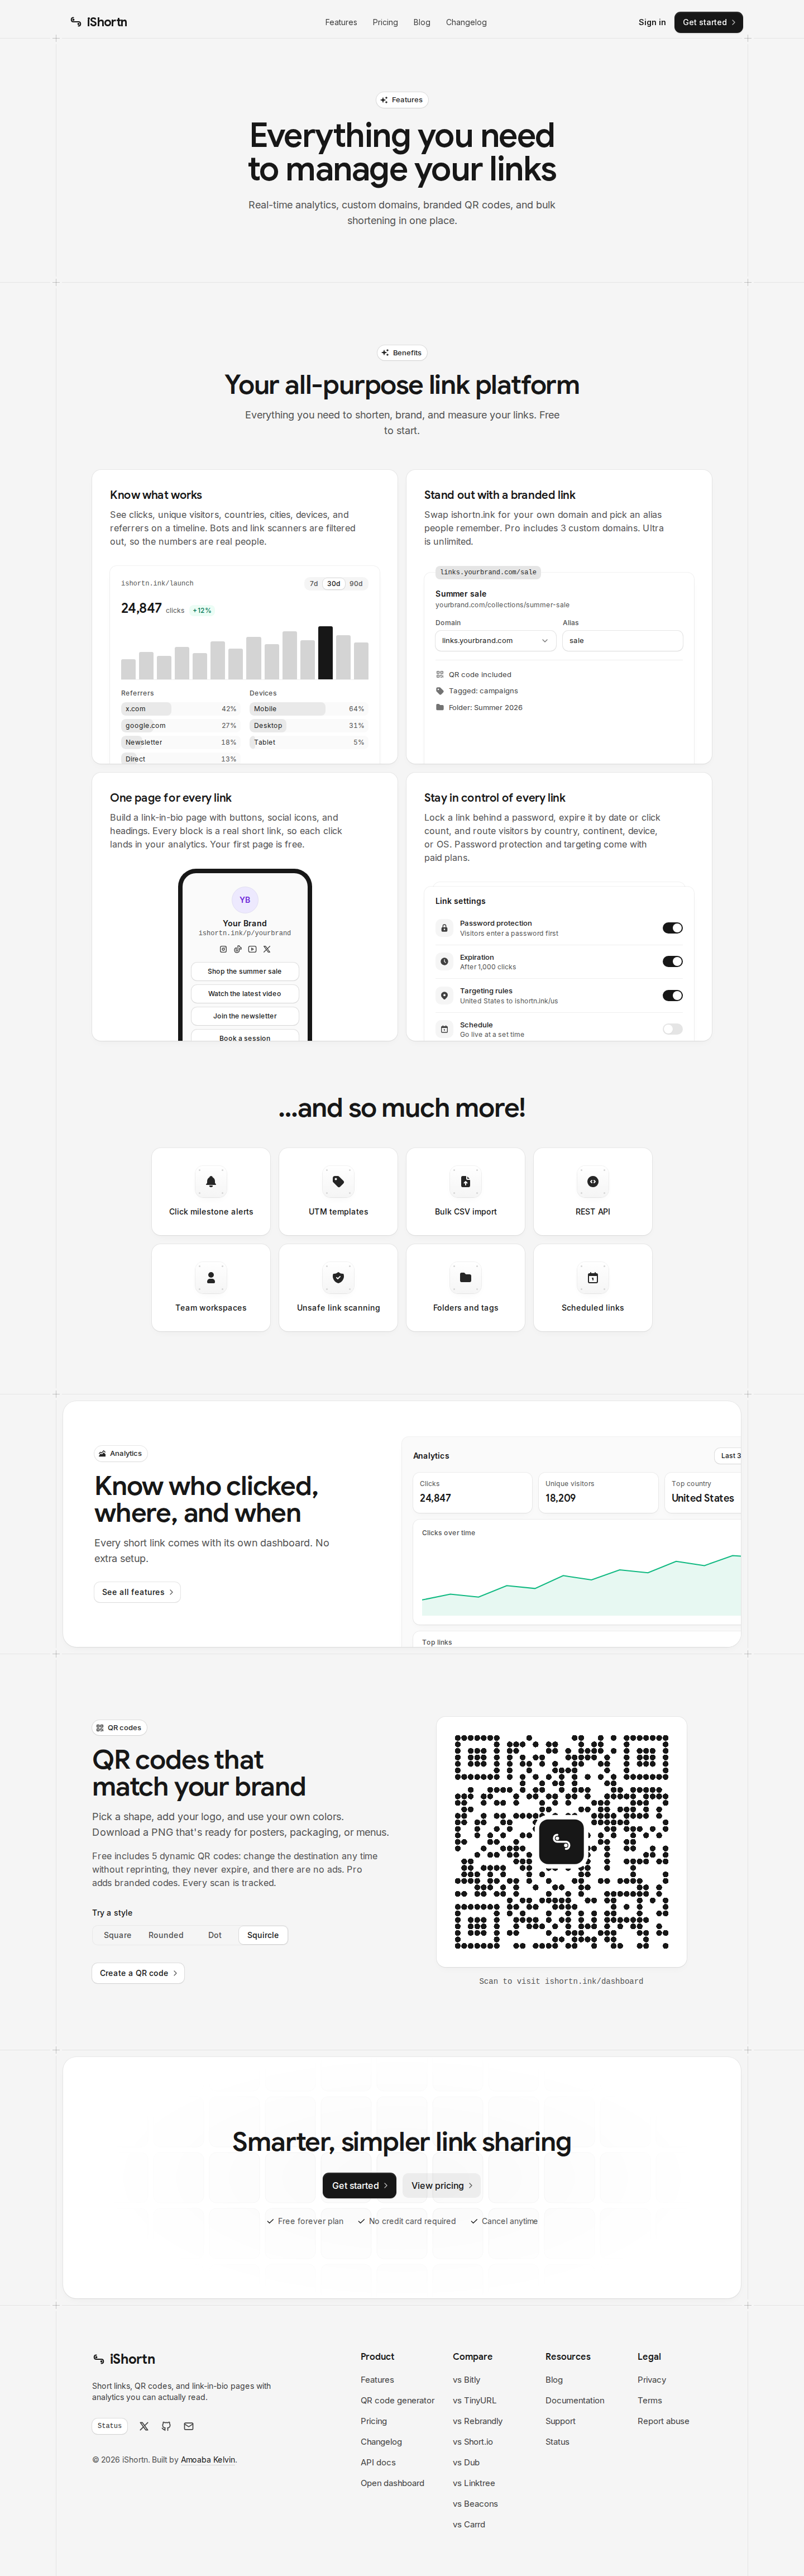 iShortn
Features
Pricing
Blog
Changelog
Sign in
Get started
Features
Everything you need
to manage your links
Real-time analytics, custom domains, branded QR codes, and bulk
shortening in one place.
Benefits
Your all-purpose link platform
Everything you need to shorten, brand, and measure your links. Free
to start.
Know what works
See clicks, unique visitors, countries, cities, devices, and
referrers on a timeline. Bots and link scanners are filtered
out, so the numbers are real people.
ishortn.ink/launch
7d
30d
90d
24,847 clicks +12%
Referrers
x.com 42%
google.com 27%
Newsletter 18%
Direct 13%
Devices
Mobile 64%
Desktop 31%
Tablet 5%
Stand out with a branded link
Swap ishortn.ink for your own domain and pick an alias
people remember. Pro includes 3 custom domains. Ultra
is unlimited.
links.yourbrand.com/sale
Summer sale
yourbrand.com/collections/summer-sale
Domain
links.yourbrand.com
Alias
sale
QR code included
Tagged: campaigns
Folder: Summer 2026
One page for every link
Build a link-in-bio page with buttons, social icons, and
headings. Every block is a real short link, so each click
lands in your analytics. Your first page is free.
YB
Your Brand
ishortn.ink/p/yourbrand
Shop the summer sale
Watch the latest video
Join the newsletter
Book a session
Stay in control of every link
Lock a link behind a password, expire it by date or click
count, and route visitors by country, continent, device,
or OS. Password protection and targeting come with
paid plans.
Link settings
Password protection
Visitors enter a password first
Expiration
After 1,000 clicks
Targeting rules
United States to ishortn.ink/us
Schedule
Go live at a set time
...and so much more!
Click milestone alerts
UTM templates
Bulk CSV import
REST API
Team workspaces
Unsafe link scanning
Folders and tags
Scheduled links
Analytics
Know who clicked,
where, and when
Every short link comes with its own dashboard. No
extra setup.
See all features
Analytics
Last 3
Clicks
24,847
Unique visitors
18,209
Top country
United States
Clicks over time
Top links
QR codes
QR codes that
match your brand
Pick a shape, add your logo, and use your own colors.
Download a PNG that's ready for posters, packaging, or menus.
Free includes 5 dynamic QR codes: change the destination any time
without reprinting, they never expire, and there are no ads. Pro
adds branded codes. Every scan is tracked.
Try a style
Square
Rounded
Dot
Squircle
Create a QR code
Scan to visit ishortn.ink/dashboard
Smarter, simpler link sharing
Get started
View pricing
Free forever plan
No credit card required
Cancel anytime
iShortn
Short links, QR codes, and link-in-bio pages with
analytics you can actually read.
Status
© 2026 iShortn. Built by Amoaba Kelvin.
Product
Features
QR code generator
Pricing
Changelog
API docs
Open dashboard
Compare
vs Bitly
vs TinyURL
vs Rebrandly
vs Short.io
vs Dub
vs Linktree
vs Beacons
vs Carrd
Resources
Blog
Documentation
Support
Status
Legal
Privacy
Terms
Report abuse